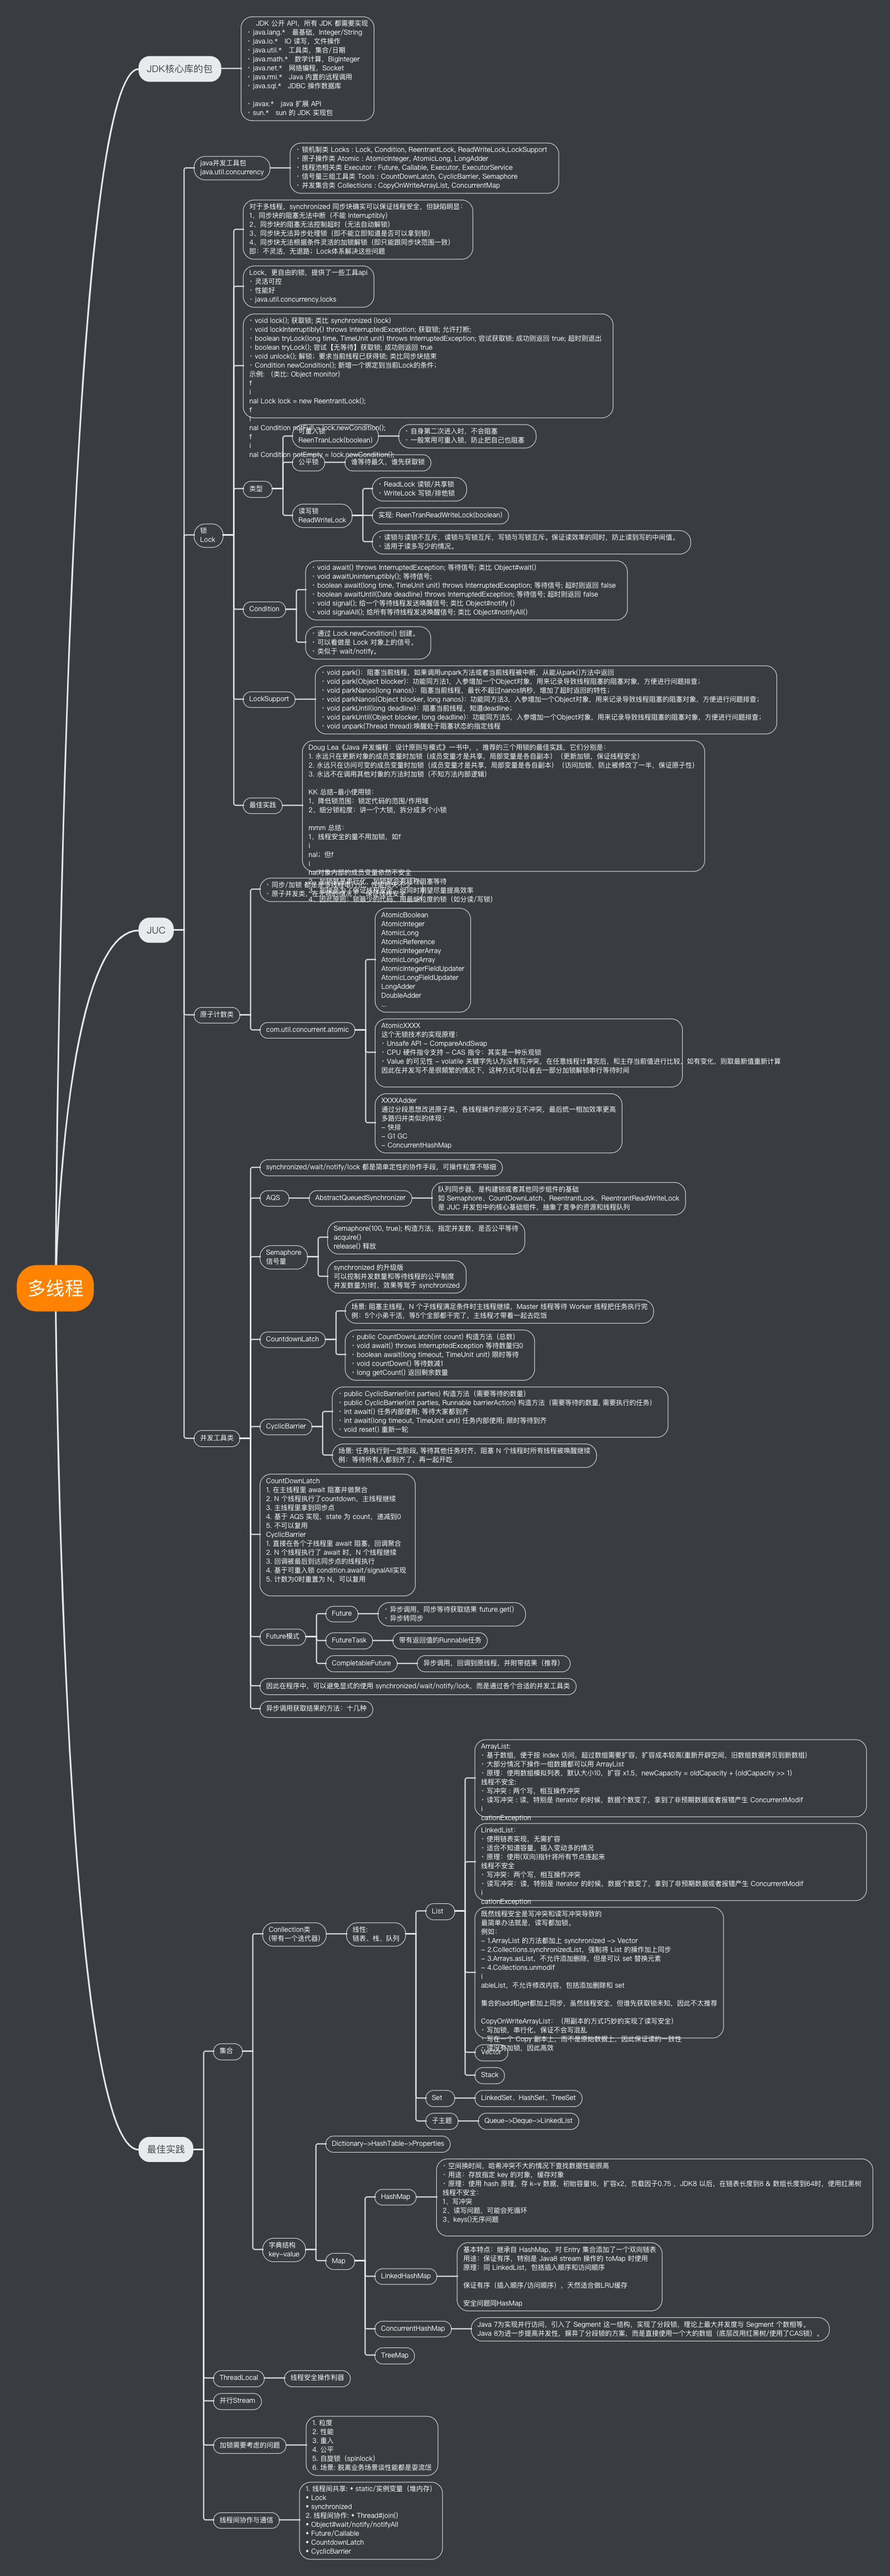 多线程
JDK核心库的包
JDK 公开 API，所有 JDK 都需要实现
· java.lang.* 最基础，Integer/String
· java.io.* IO 读写，文件操作
· java.util.* 工具类，集合/日期
· java.math.* 数学计算，BigInteger
· java.net.* 网络编程，Socket
· java.rmi.* Java 内置的远程调用
· java.sql.* JDBC 操作数据库
· javax.* java 扩展 API
· sun.* sun 的 JDK 实现包
JUC
java并发工具包
java.util.concurrency
· 锁机制类 Locks : Lock, Condition, ReentrantLock, ReadWriteLock,LockSupport
· 原子操作类 Atomic : AtomicInteger, AtomicLong, LongAdder
· 线程池相关类 Executor : Future, Callable, Executor, ExecutorService
· 信号量三组工具类 Tools : CountDownLatch, CyclicBarrier, Semaphore
· 并发集合类 Collections : CopyOnWriteArrayList, ConcurrentMap
锁
Lock
对于多线程，synchronized 同步块确实可以保证线程安全，但缺陷明显：
1、同步块的阻塞无法中断（不能 Interruptibly）
2、同步块的阻塞无法控制超时（无法自动解锁）
3、同步块无法异步处理锁（即不能立即知道是否可以拿到锁）
4、同步块无法根据条件灵活的加锁解锁（即只能跟同步块范围一致）
即：不灵活，无退路；Lock体系解决这些问题
Lock，更自由的锁，提供了一些工具api
· 灵活可控
· 性能好
· java.util.concurrency.locks
· void lock(); 获取锁; 类比 synchronized (lock)
· void lockInterruptibly() throws InterruptedException; 获取锁; 允许打断;
· boolean tryLock(long time, TimeUnit unit) throws InterruptedException; 尝试获取锁; 成功则返回 true; 超时则退出
· boolean tryLock(); 尝试【无等待】获取锁; 成功则返回 true
· void unlock(); 解锁；要求当前线程已获得锁; 类比同步块结束
· Condition newCondition(); 新增一个绑定到当前Lock的条件；
示例: （类比: Object monitor）
f
i
nal Lock lock = new ReentrantLock();
f
i
nal Condition notFull = lock.newCondition();
f
i
nal Condition notEmpty = lock.newCondition();
类型
可重入锁
ReenTranLock(boolean)
· 自身第二次进入时，不会阻塞
· 一般常用可重入锁，防止把自己也阻塞
公平锁
谁等待最久，谁先获取锁
读写锁
ReadWriteLock
· ReadLock 读锁/共享锁
· WriteLock 写锁/排他锁
实现: ReenTranReadWriteLock(boolean)
· 读锁与读锁不互斥，读锁与写锁互斥，写锁与写锁互斥。保证读效率的同时，防止读到写的中间值。
· 适用于读多写少的情况。
Condition
· void await() throws InterruptedException; 等待信号; 类比 Object#wait()
· void awaitUninterruptibly(); 等待信号;
· boolean await(long time, TimeUnit unit) throws InterruptedException; 等待信号; 超时则返回 false
· boolean awaitUntil(Date deadline) throws InterruptedException; 等待信号; 超时则返回 false
· void signal(); 给一个等待线程发送唤醒信号; 类比 Object#notify ()
· void signalAll(); 给所有等待线程发送唤醒信号; 类比 Object#notifyAll()
· 通过 Lock.newCondition() 创建。
· 可以看做是 Lock 对象上的信号。
· 类似于 wait/notify。
LockSupport
· void park()：阻塞当前线程，如果调用unpark方法或者当前线程被中断，从能从park()方法中返回
· void park(Object blocker)：功能同方法1，入参增加一个Object对象，用来记录导致线程阻塞的阻塞对象，方便进行问题排查；
· void parkNanos(long nanos)：阻塞当前线程，最长不超过nanos纳秒，增加了超时返回的特性；
· void parkNanos(Object blocker, long nanos)：功能同方法3，入参增加一个Object对象，用来记录导致线程阻塞的阻塞对象，方便进行问题排查；
· void parkUntil(long deadline)：阻塞当前线程，知道deadline；
· void parkUntil(Object blocker, long deadline)：功能同方法5，入参增加一个Object对象，用来记录导致线程阻塞的阻塞对象，方便进行问题排查；
· void unpark(Thread thread):唤醒处于阻塞状态的指定线程
最佳实践
Doug Lea《Java 并发编程：设计原则与模式》一书中，，推荐的三个用锁的最佳实践，它们分别是：
1. 永远只在更新对象的成员变量时加锁（成员变量才是共享，局部变量是各自副本）（更新加锁，保证线程安全）
2. 永远只在访问可变的成员变量时加锁（成员变量才是共享，局部变量是各自副本）（访问加锁，防止被修改了一半，保证原子性）
3. 永远不在调用其他对象的方法时加锁（不知方法内部逻辑）
KK 总结-最小使用锁：
1、降低锁范围：锁定代码的范围/作用域
2、细分锁粒度：讲一个大锁，拆分成多个小锁
mmm 总结：
1、线程安全的量不用加锁，如f
i
nal；但f
i
nal对象内部的成员变量依然不安全
4、因此原则：锁最少的代码，用最细粒度的锁（如分读/写锁）
原子计数类
com.util.concurrent.atomic
AtomicBoolean
AtomicInteger
AtomicLong
AtomicReference
AtomicIntegerArray
AtomicLongArray
AtomicIntegerFieldUpdater
AtomicLongFieldUpdater
LongAdder
DoubleAdder
...
AtomicXXXX
这个无锁技术的实现原理：
· Unsafe API - CompareAndSwap
· CPU 硬件指令支持 - CAS 指令：其实是一种乐观锁
· Value 的可见性 - volatile 关键字先认为没有写冲突，在任意线程计算完后，和主存当前值进行比较，如有变化，则取最新值重新计算
因此在并发写不是很频繁的情况下，这种方式可以省去一部分加锁解锁串行等待时间
XXXXAdder
通过分段思想改进原子类，各线程操作的部分互不冲突，最后统一相加效率更高
多路归并类似的体现：
- 快排
- G1 GC
- ConcurrentHashMap
并发工具类
synchronized/wait/notify/lock 都是简单定性的协作手段，可操作粒度不够细
AQS
AbstractQueuedSynchronizer
队列同步器，是构建锁或者其他同步组件的基础
如 Semaphore、CountDownLatch、ReentrantLock、ReentrantReadWriteLock
是 JUC 并发包中的核心基础组件，抽象了竞争的资源和线程队列
Semaphore
信号量
Semaphore(100, true); 构造方法，指定并发数，是否公平等待
acquire()
release() 释放
synchronized 的升级版
可以控制并发数量和等待线程的公平制度
并发数量为1时，效果等驾于 synchronized
CountdownLatch
场景: 阻塞主线程，N 个子线程满足条件时主线程继续，Master 线程等待 Worker 线程把任务执行完
例：5个小弟干活，等5个全部都干完了，主线程才带着一起去吃饭
· public CountDownLatch(int count) 构造方法（总数）
· void await() throws InterruptedException 等待数量归0
· boolean await(long timeout, TimeUnit unit) 限时等待
· void countDown() 等待数减1
· long getCount() 返回剩余数量
CyclicBarrier
· public CyclicBarrier(int parties) 构造方法（需要等待的数量）
· public CyclicBarrier(int parties, Runnable barrierAction) 构造方法（需要等待的数量, 需要执行的任务）
· int await() 任务内部使用; 等待大家都到齐
· int await(long timeout, TimeUnit unit) 任务内部使用; 限时等待到齐
· void reset() 重新一轮
场景: 任务执行到一定阶段, 等待其他任务对齐，阻塞 N 个线程时所有线程被唤醒继续
例：等待所有人都到齐了，再一起开吃
CountDownLatch
1. 在主线程里 await 阻塞并做聚合
2. N 个线程执行了countdown，主线程继续
3. 主线程里拿到同步点
4. 基于 AQS 实现，state 为 count，递减到0
5. 不可以复用
CyclicBarrier
1. 直接在各个子线程里 await 阻塞，回调聚合
2. N 个线程执行了 await 时，N 个线程继续
3. 回调被最后到达同步点的线程执行
4. 基于可重入锁 condition.await/signalAll实现
5. 计数为0时重置为 N，可以复用
Future模式
Future
· 异步调用，同步等待获取结果 future.get()
· 异步转同步
FutureTask
带有返回值的Runnable任务
CompletableFuture
异步调用，回调到原线程，并附带结果（推荐）
因此在程序中，可以避免显式的使用 synchronized/wait/notify/lock，而是通过各个合适的并发工具类
异步调用获取结果的方法：十几种
最佳实践
集合
Conllection类
(带有一个迭代器)
线性:
链表、栈、队列
List
ArrayList:
· 基于数组，便于按 index 访问，超过数组需要扩容，扩容成本较高(重新开辟空间，旧数组数据拷贝到新数组)
· 大部分情况下操作一组数据都可以用 ArrayList
· 原理：使用数组模拟列表，默认大小10，扩容 x1.5，newCapacity = oldCapacity + (oldCapacity >> 1)
线程不安全:
· 写冲突 : 两个写，相互操作冲突
· 读写冲突 : 读，特别是 iterator 的时候，数据个数变了，拿到了非预期数据或者报错产生 ConcurrentModif
i
cationException
LinkedList：
· 使用链表实现，无需扩容
· 适合不知道容量，插入变动多的情况
· 原理：使用(双向)指针将所有节点连起来
线程不安全
· 写冲突：两个写，相互操作冲突
· 读写冲突：读，特别是 iterator 的时候，数据个数变了，拿到了非预期数据或者报错产生 ConcurrentModif
i
cationException
既然线程安全是写冲突和读写冲突导致的
最简单办法就是，读写都加锁。
例如:
- 1.ArrayList 的方法都加上 synchronized -> Vector
- 2.Collections.synchronizedList，强制将 List 的操作加上同步
- 3.Arrays.asList，不允许添加删除，但是可以 set 替换元素
- 4.Collections.unmodif
i
ableList，不允许修改内容，包括添加删除和 set
集合的add和get都加上同步，虽然线程安全，但谁先获取锁未知，因此不太推荐
CopyOnWriteArrayList：（用副本的方式巧妙的实现了读写安全）
· 写加锁，串行化，保证不会写混乱
· 写在一个 Copy 副本上，而不是原始数据上，因此保证读的一致性
· 读没有加锁，因此高效
Vector
Stack
Set
LinkedSet、HashSet、TreeSet
子主题
Queue->Deque->LinkedList
字典结构
key-value
Dictionary->HashTable->Properties
Map
HashMap
· 空间换时间，哈希冲突不大的情况下查找数据性能很高
· 用途：存放指定 key 的对象，缓存对象
· 原理：使用 hash 原理，存 k-v 数据，初始容量16，扩容x2，负载因子0.75 ，JDK8 以后，在链表长度到8 & 数组长度到64时，使用红黑树
线程不安全：
1、写冲突
2、读写问题，可能会死循环
3、keys()无序问题
LinkedHashMap
基本特点：继承自 HashMap，对 Entry 集合添加了一个双向链表
用途：保证有序，特别是 Java8 stream 操作的 toMap 时使用
原理：同 LinkedList，包括插入顺序和访问顺序
保证有序（插入顺序/访问顺序），天然适合做LRU缓存
安全问题同HasMap
ConcurrentHashMap
Java 7为实现并行访问，引入了 Segment 这一结构，实现了分段锁，理论上最大并发度与 Segment 个数相等。
Java 8为进一步提高并发性，摒弃了分段锁的方案，而是直接使用一个大的数组（底层改用红黑树/使用了CAS锁）。
TreeMap
ThreadLocal
线程安全操作利器
并行Stream
加锁需要考虑的问题
1. 粒度
2. 性能
3. 重入
4. 公平
5. 自旋锁（spinlock）
6. 场景: 脱离业务场景谈性能都是耍流氓
线程间协作与通信
1. 线程间共享: • static/实例变量（堆内存）
• Lock
• synchronized
2. 线程间协作: • Thread#join()
• Object#wait/notify/notifyAll
• Future/Callable
• CountdownLatch
• CyclicBarrier